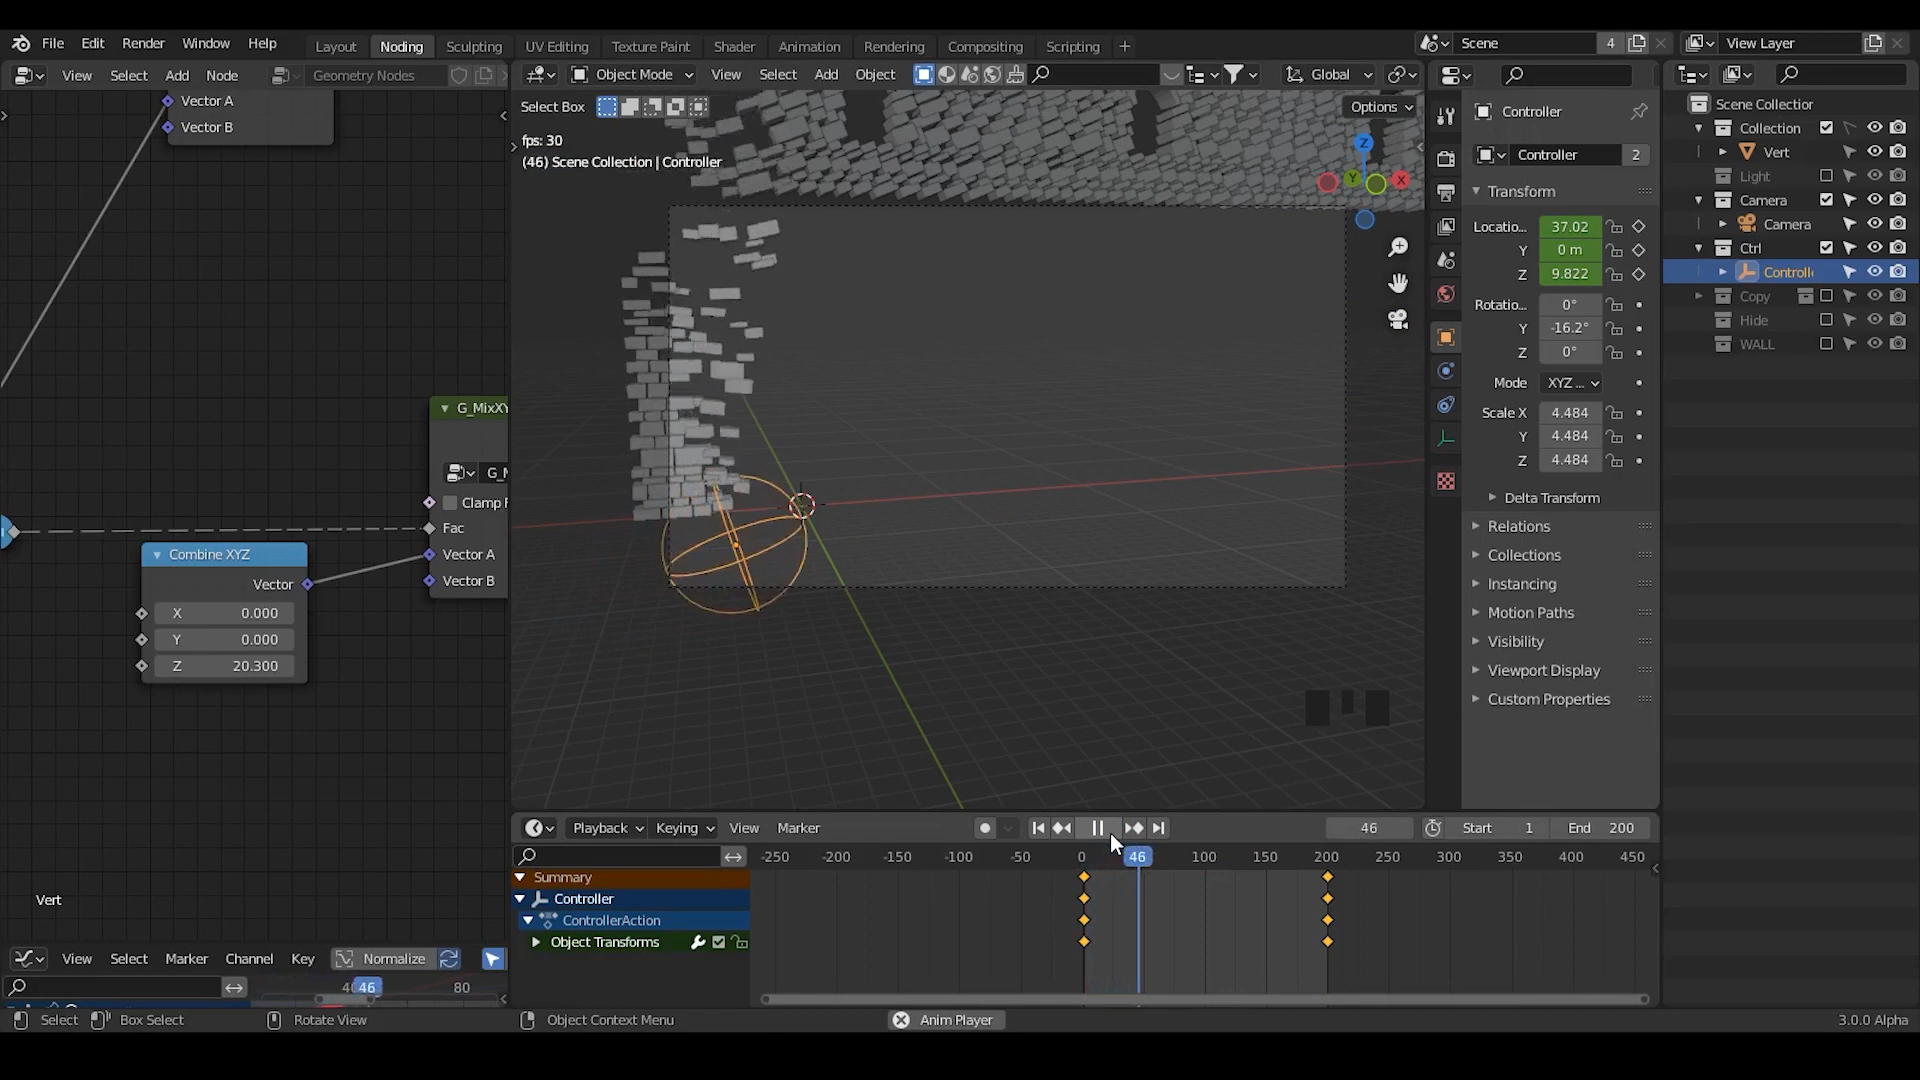 File Edit Render Window Help Layout Noding Sculpting UV Editing Texture Paint Shader Animation Rendering Compositing Scripting + Scene 4 View Layer
View Select Add Node Geometry Nodes Object Mode View Select Add Object Global
Select Box Options
fps: 30
(46) Scene Collection | Controller
Z
Y
X
Vector A
Vector B
G_MixXY
Clamp F
Fac
Vector A
Vector B
Combine XYZ
Vector
X 0.000
Y 0.000
Z 20.300
Vert
Controller
Controller 2
Transform
Locatio... 37.02
Y 0 m
Z 9.822
Rotatio... 0°
Y -16.2°
Z 0°
Mode XYZ ...
Scale X 4.484
Y 4.484
Z 4.484
Delta Transform
Relations
Collections
Instancing
Motion Paths
Visibility
Viewport Display
Custom Properties
Scene Collection
Collection
Vert
Light
Camera
Camera
Ctrl
Controll
Copy
Hide
WALL
Playback Keying View Marker 46 Start 1 End 200
-250 -200 -150 -100 -50 0 46 100 150 200 250 300 350 400 450
Summary
Controller
ControllerAction
Object Transforms
View Select Marker Channel Key Normalize
46 80
Select Box Select Rotate View Object Context Menu Anim Player 3.0.0 Alpha